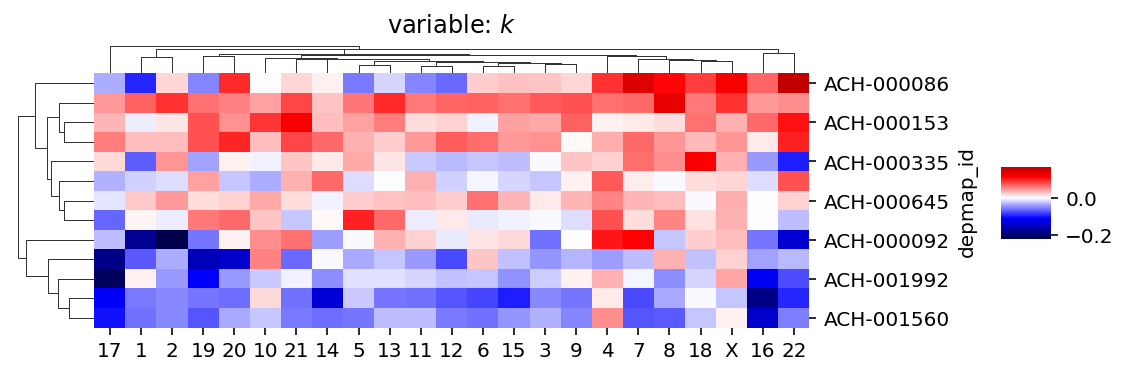 variable: k
ACH-000086
ACH-000153
ACH-000335
ACH-000645
ACH-000092
ACH-001992
ACH-001560
depmap_id
0.0
−0.2
17 1 2 19 20 10 21 14 5 13 11 12 6 15 3 9 4 7 8 18 X 16 22